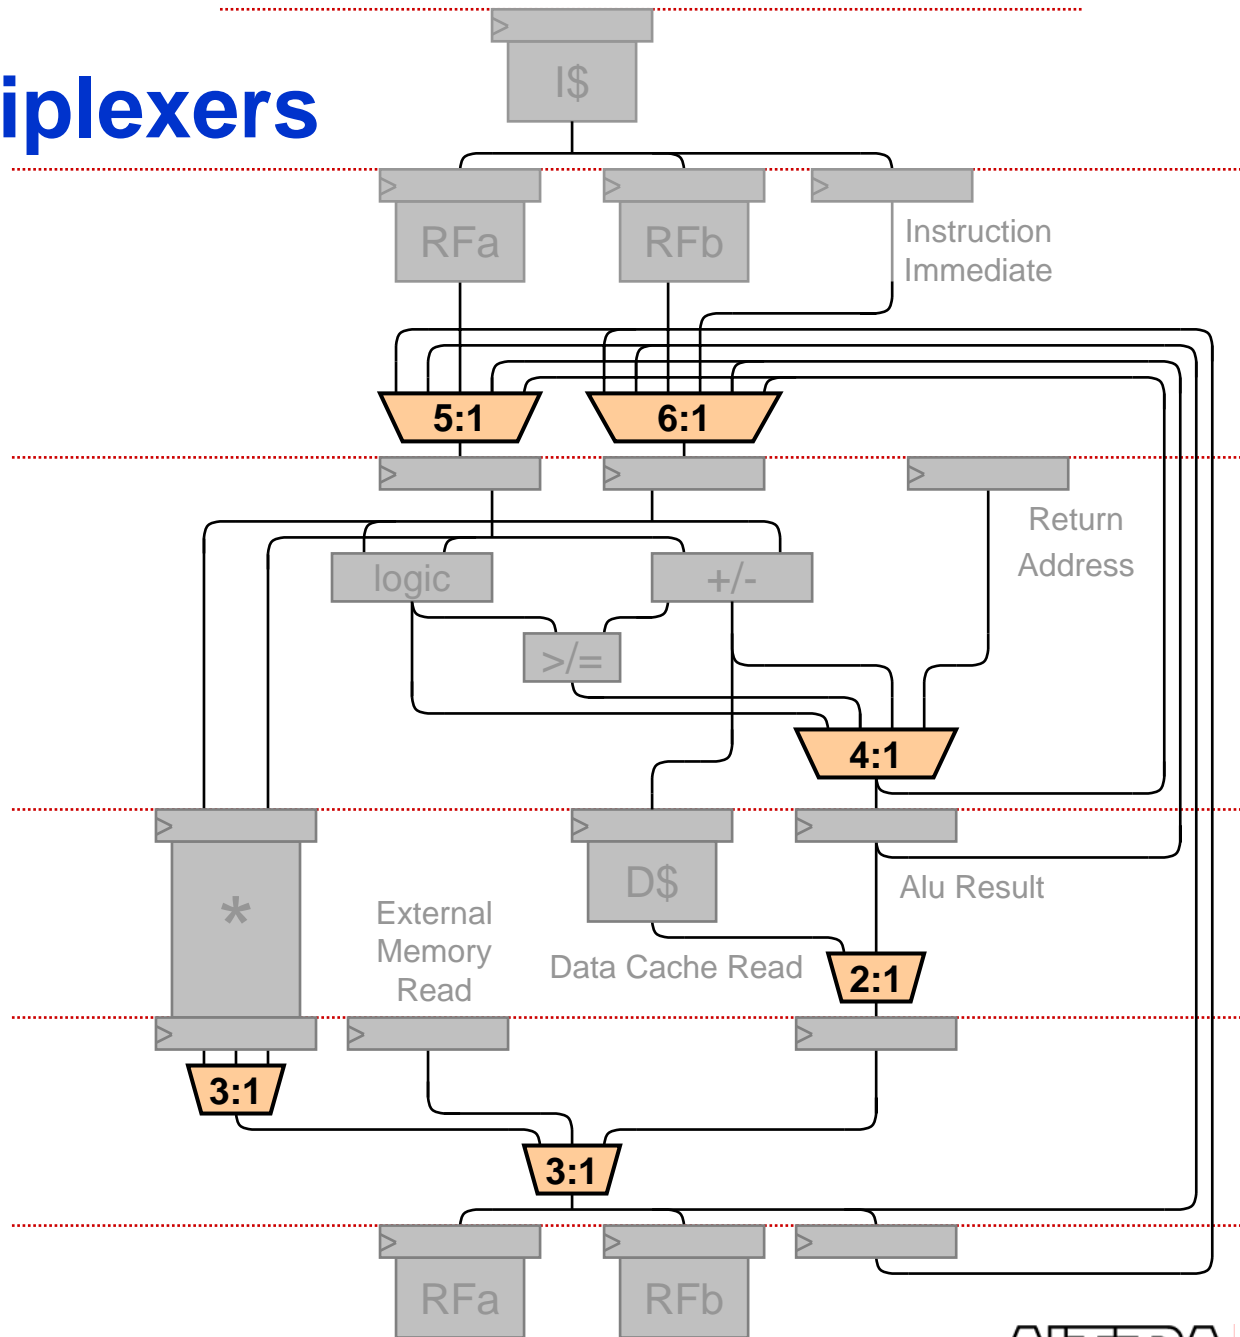 I$
iplexers
RFa
RFb
Instruction
Immediate
5:1
6:1
Return
Address
logic
+/-
>/=
4:1
*
D$
Alu Result
External
Memory
Read
Data Cache Read
2:1
3:1
3:1
RFa
RFb